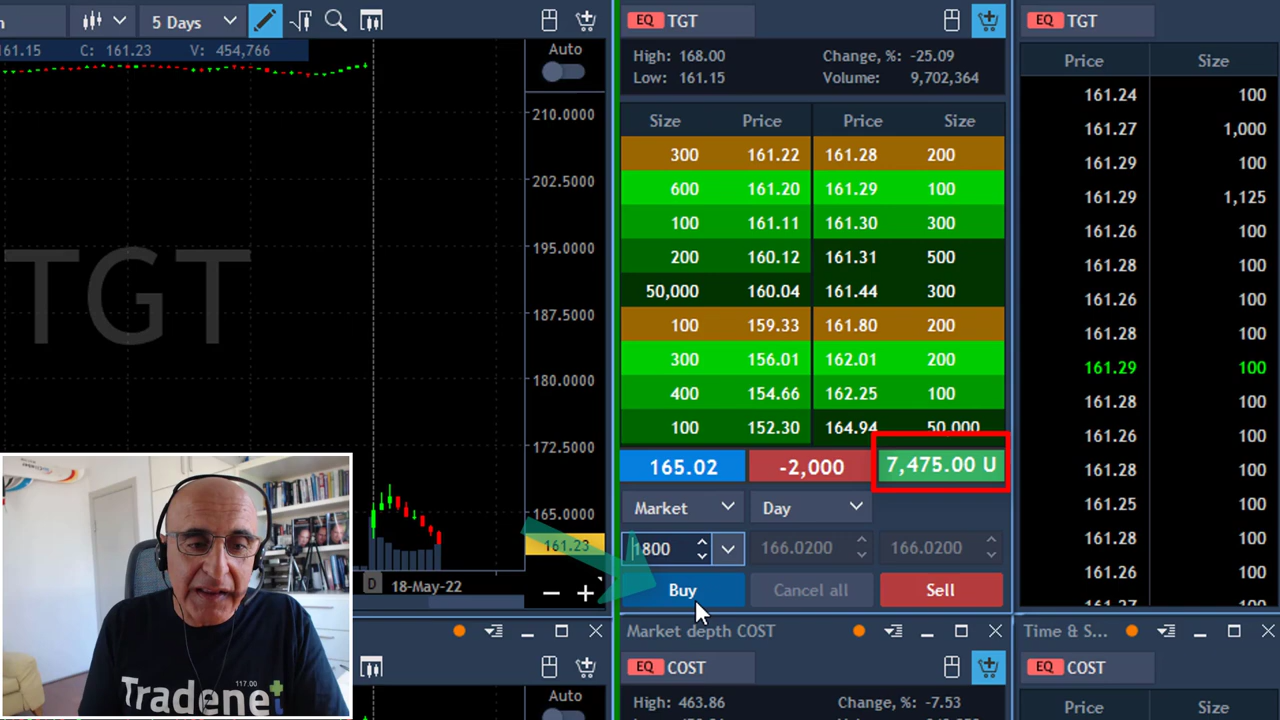 5 Days
61.15 C: 161.23 V: 454,766
Auto
210.0000
202.5000
195.0000
187.5000
180.0000
172.5000
165.0000
161.23
TGT
D 18-May-22
EQ TGT
High: 168.00 Change, %: -25.09
Low: 161.15 Volume: 9,702,364
Size Price Price Size
300 161.22 161.28 200
600 161.20 161.29 100
100 161.11 161.30 300
200 160.12 161.31 500
50,000 160.04 161.44 300
100 159.33 161.80 200
300 156.01 162.01 200
400 154.66 162.25 100
100 152.30 164.94 50,000
165.02 -2,000 7,475.00 U
Market Day
1800 166.0200 166.0200
Buy Cancel all Sell
EQ TGT
Price Size
161.24 100
161.27 1,000
161.29 100
161.29 1,125
161.26 100
161.28 100
161.26 100
161.28 100
161.29 100
161.28 100
161.26 100
161.28 100
161.25 100
161.28 100
161.26 100
161.27 100
Market depth COST
EQ COST
High: 463.86 Change, %: -7.53
Time & S...
EQ COST
Price Size
Auto
117.00
Tradenet